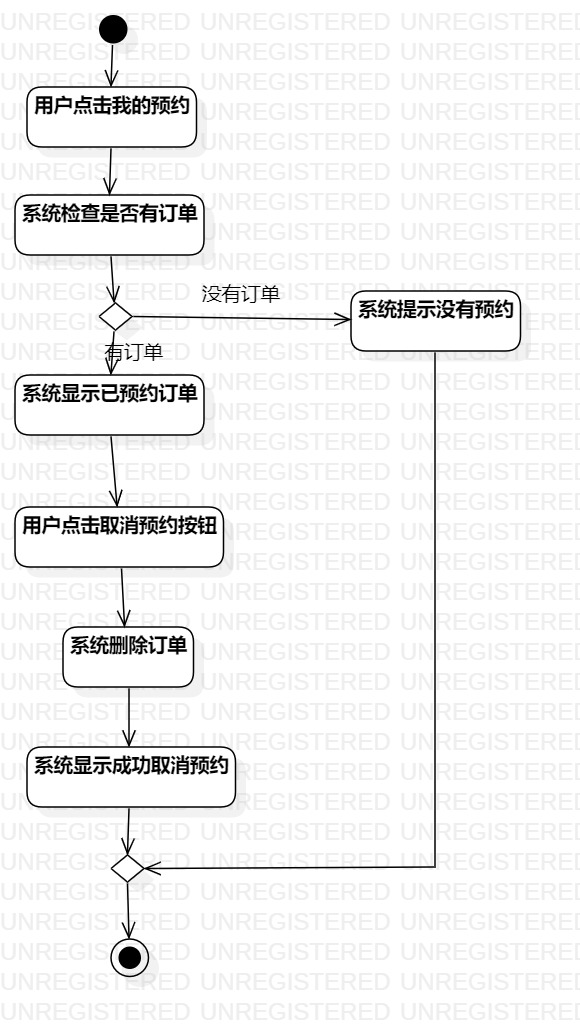 用户点击我的预约
系统检查是否有订单
没有订单
系统提示没有预约
有订单
系统显示已预约订单
用户点击取消预约按钮
系统删除订单
系统显示成功取消预约
UNREGISTERED